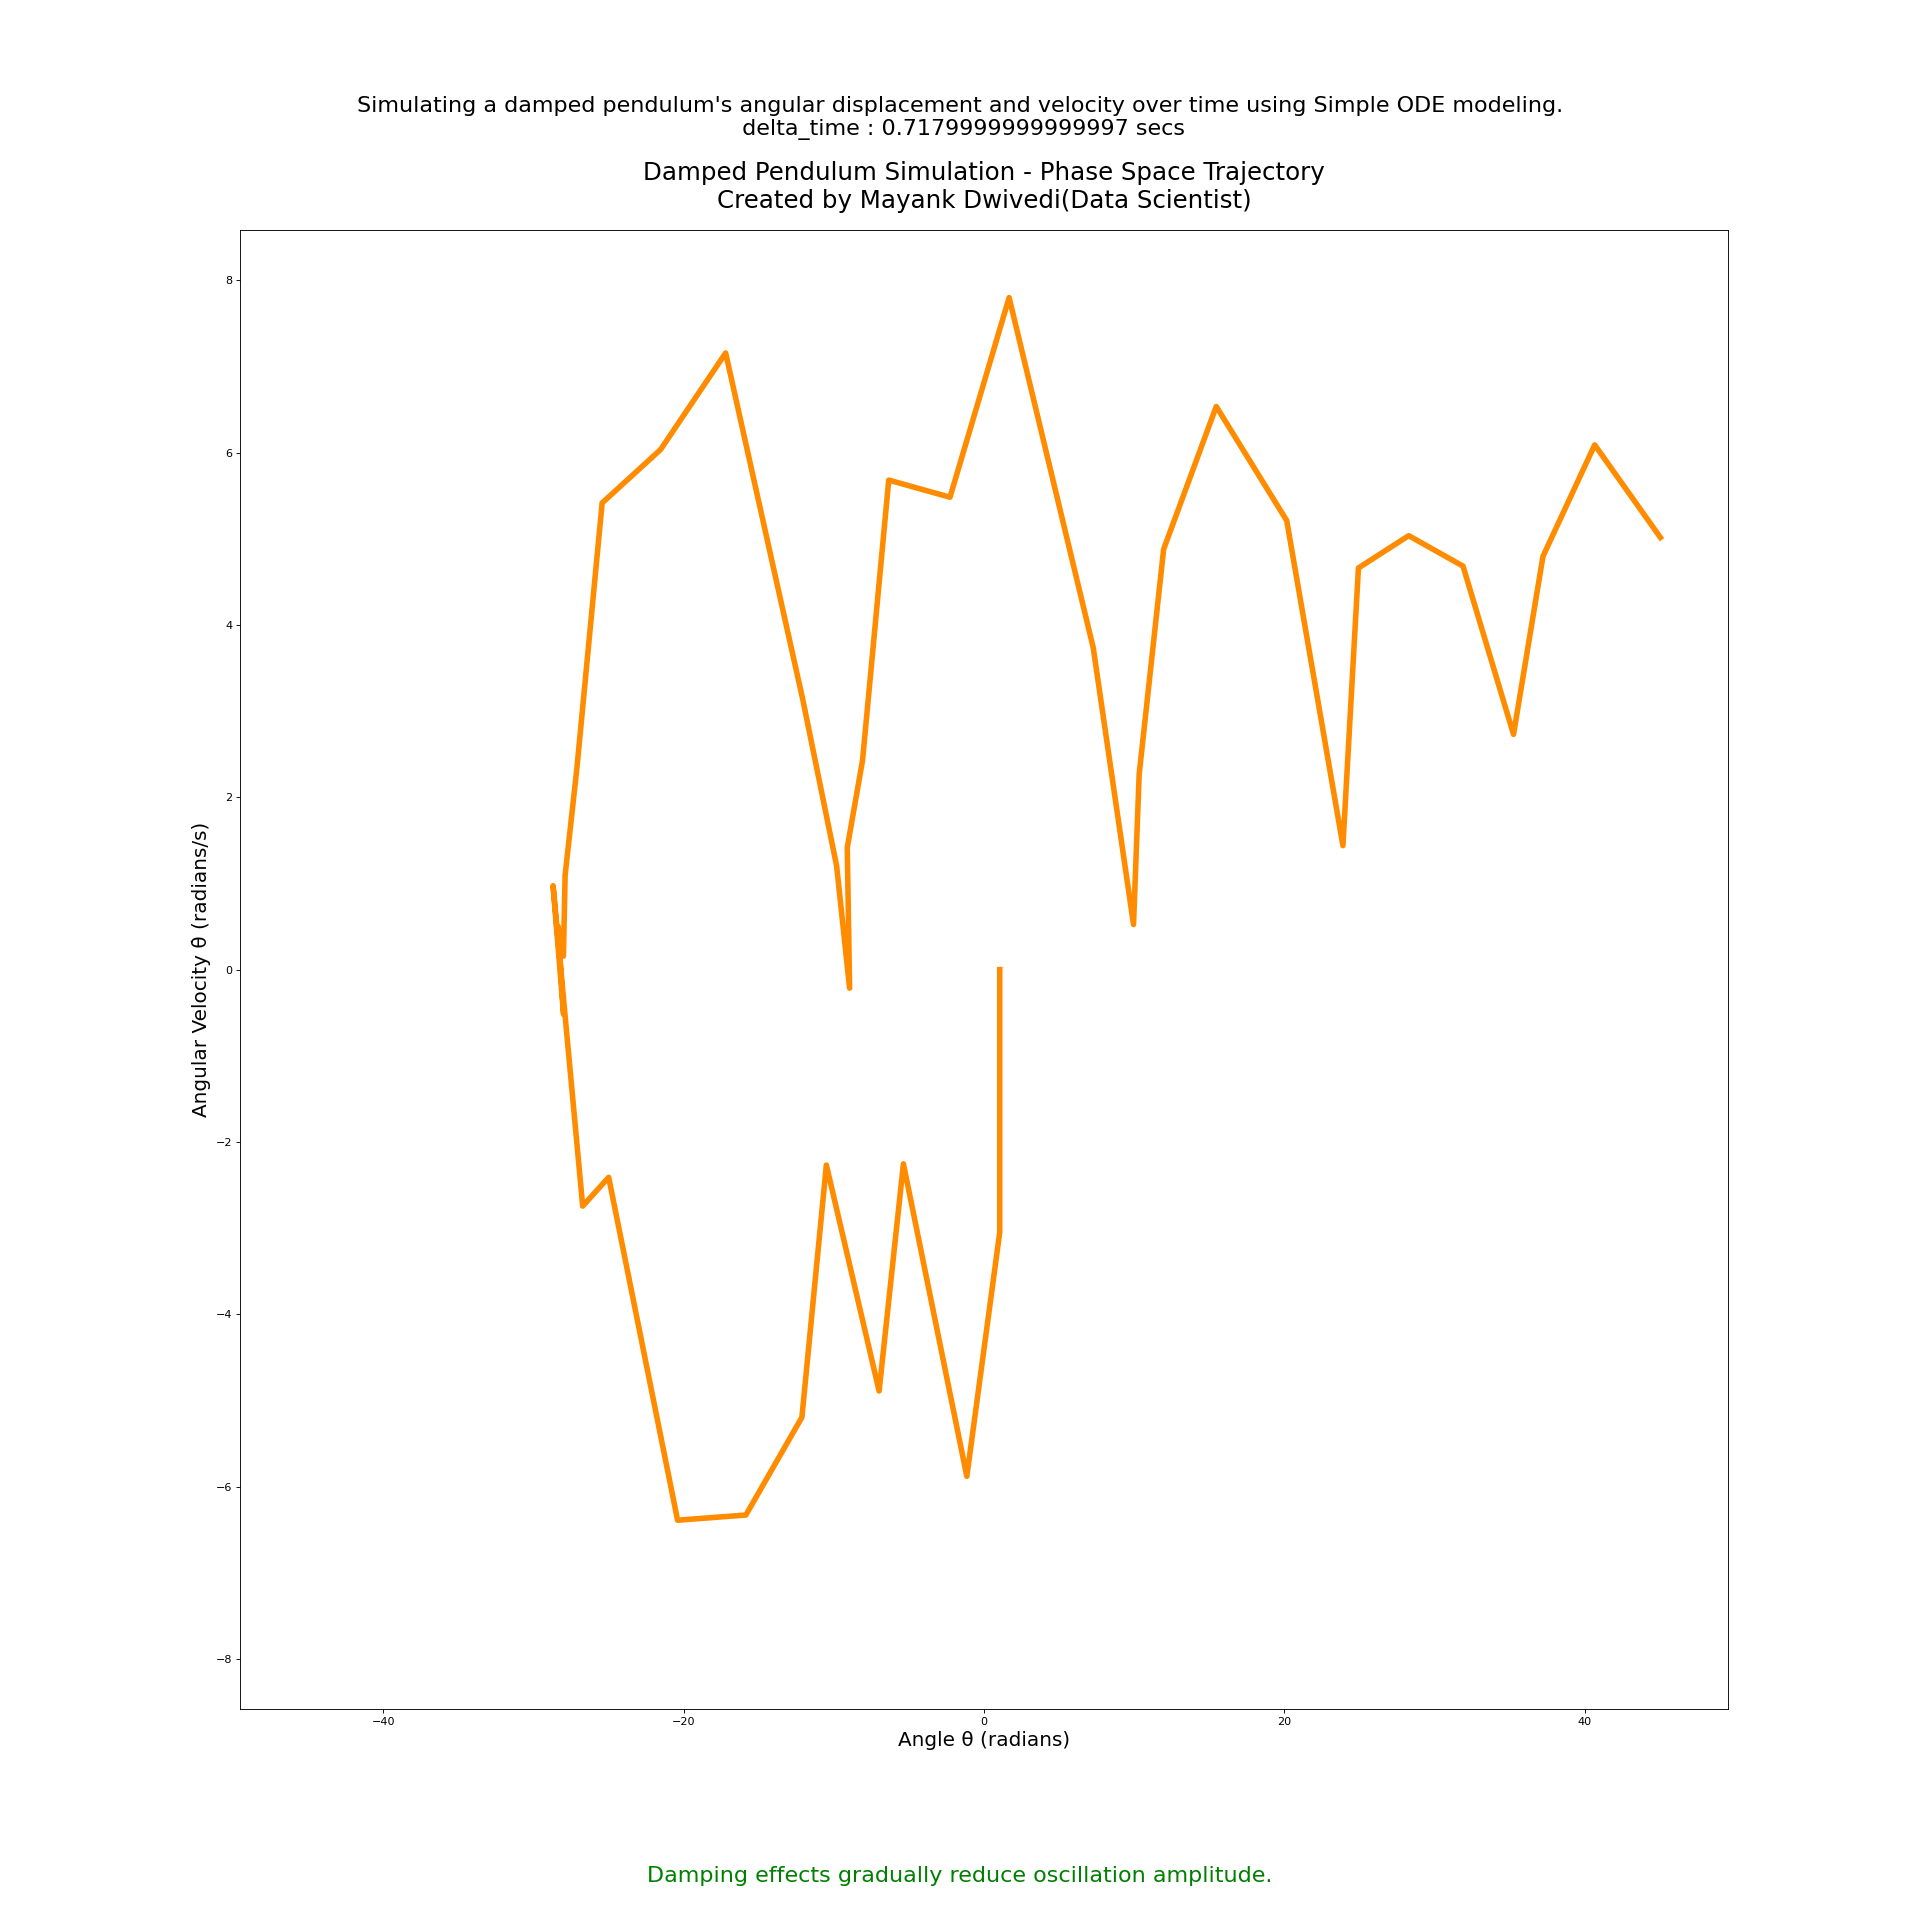 Simulating a damped pendulum's angular displacement and velocity over time using Simple ODE modeling.
delta_time : 0.7179999999999997 secs
Damped Pendulum Simulation - Phase Space Trajectory
Created by Mayank Dwivedi(Data Scientist)
8
6
4
2
0
−2
−4
−6
−8
Angular Velocity θ (radians/s)
−40 −20 0 20 40
Angle θ (radians)
Damping effects gradually reduce oscillation amplitude.